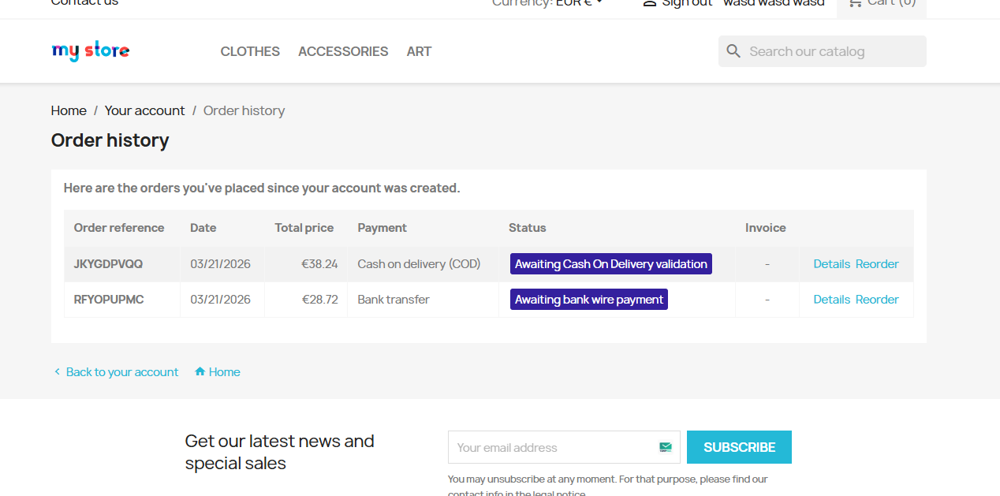 Contact us Currency: EUR € Sign out wasd wasd wasd Cart (0)
my store CLOTHES ACCESSORIES ART Search our catalog
Home / Your account / Order history
Order history
Here are the orders you've placed since your account was created.
Order reference Date Total price Payment Status Invoice
JKYGDPVQQ 03/21/2026 €38.24 Cash on delivery (COD) Awaiting Cash On Delivery validation - Details Reorder
RFYOPUPMC 03/21/2026 €28.72 Bank transfer Awaiting bank wire payment - Details Reorder
Back to your account Home
Get our latest news and
special sales
Your email address SUBSCRIBE
You may unsubscribe at any moment. For that purpose, please find our
contact info in the legal notice.